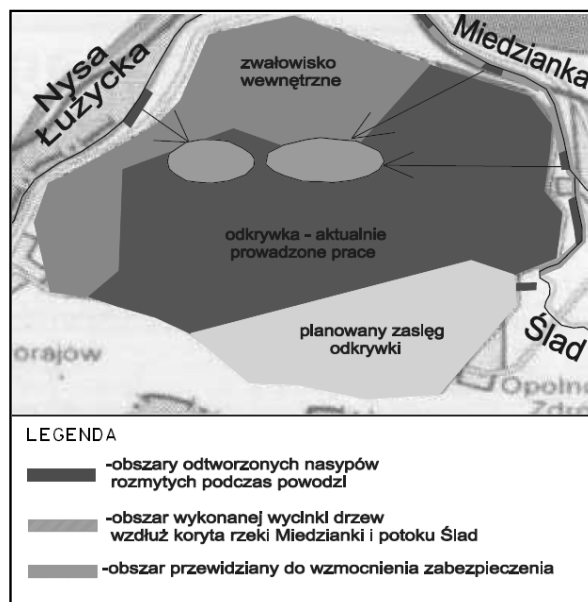 Nysa
Łużycka
Miedzianka
zwałowisko
wewnętrzne
odkrywka - aktualnie
prowadzone prace
planowany zasięg
odkrywki
Ślad
orajów
Opolno
Zdró
LEGENDA
-obszary odtworzonych nasypów
rozmytych podczas powodzi
-obszar wykonanej wycinki drzew
wzdłuż koryta rzeki Miedzianki i potoku Ślad
-obszar przewidziany do wzmocnienia zabezpieczenia